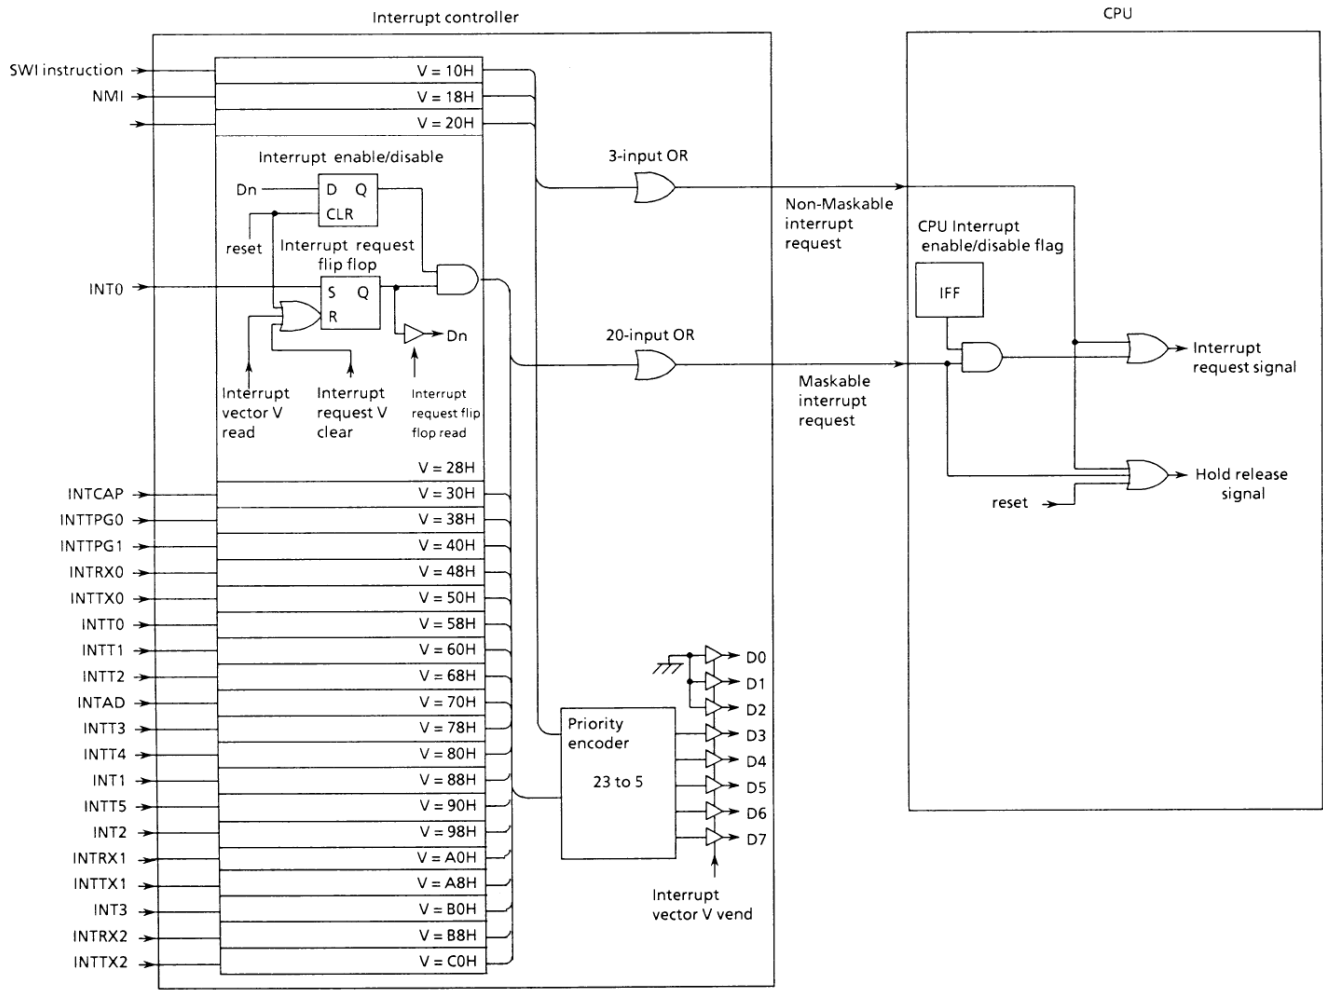 Interrupt controller
CPU
SWI instruction
V = 10H
NMI
V = 18H
V = 20H
Interrupt enable/disable
3-input OR
Dn
D Q
CLR
reset
Non-Maskable
interrupt
request
CPU Interrupt
enable/disable flag
Interrupt request
flip flop
INT0
S Q
R
Dn
IFF
20-input OR
Interrupt
request signal
Maskable
interrupt
request
Interrupt
vector V
read
Interrupt
request V
clear
Interrupt
request flip
flop read
V = 28H
Hold release
signal
reset
INTCAP
V = 30H
INTTPG0
V = 38H
INTTPG1
V = 40H
INTRX0
V = 48H
INTTX0
V = 50H
INTT0
V = 58H
INTT1
V = 60H
INTT2
V = 68H
INTAD
V = 70H
INTT3
V = 78H
INTT4
V = 80H
INT1
V = 88H
INTT5
V = 90H
INT2
V = 98H
INTRX1
V = A0H
INTTX1
V = A8H
INT3
V = B0H
INTRX2
V = B8H
INTTX2
V = C0H
Priority
encoder
23 to 5
D0
D1
D2
D3
D4
D5
D6
D7
Interrupt
vector V vend